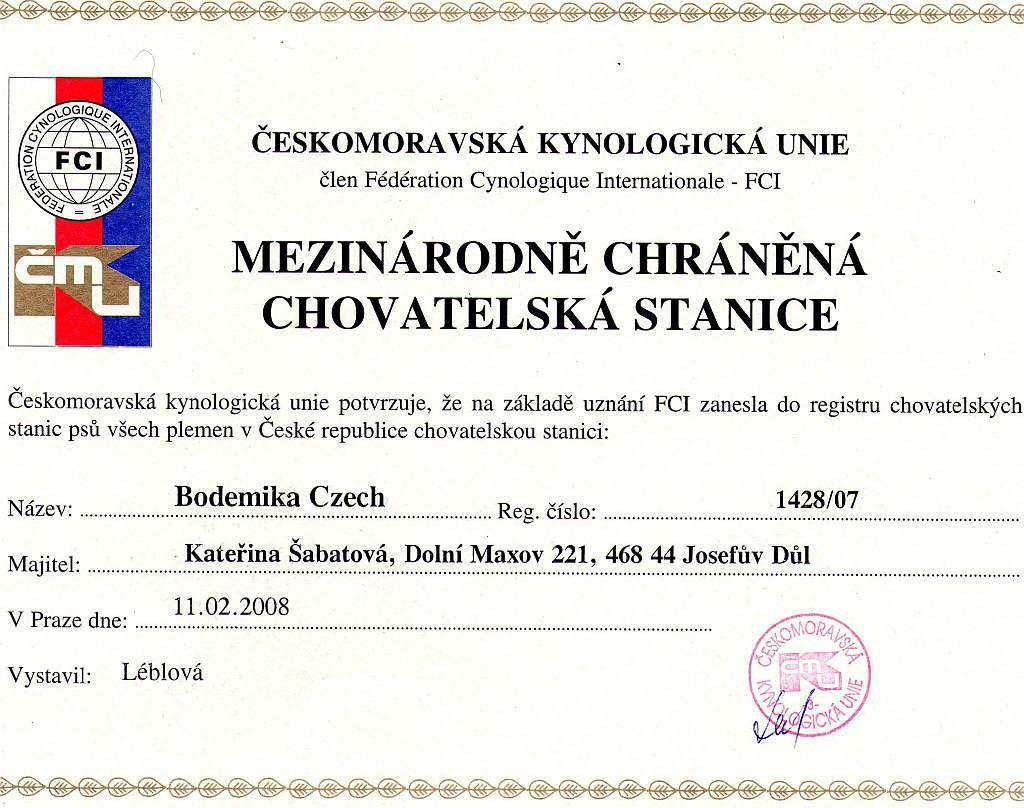 FÉDÉRATION CYNOLOGIQUE INTERNATIONALE =
FCI
ČMKU
ČESKOMORAVSKÁ KYNOLOGICKÁ UNIE
člen Fédération Cynologique Internationale - FCI
MEZINÁRODNĚ CHRÁNĚNÁ
CHOVATELSKÁ STANICE
Českomoravská kynologická unie potvrzuje, že na základě uznání FCI zanesla do registru chovatelských
stanic psů všech plemen v České republice chovatelskou stanici:
Název: Bodemika Czech Reg. číslo: 1428/07
Majitel: Kateřina Šabatová, Dolní Maxov 221, 468 44 Josefův Důl
V Praze dne: 11.02.2008
Vystavil: Léblová
ČESKOMORAVSKÁ
KYNOLOGICKÁ UNIE
-3-